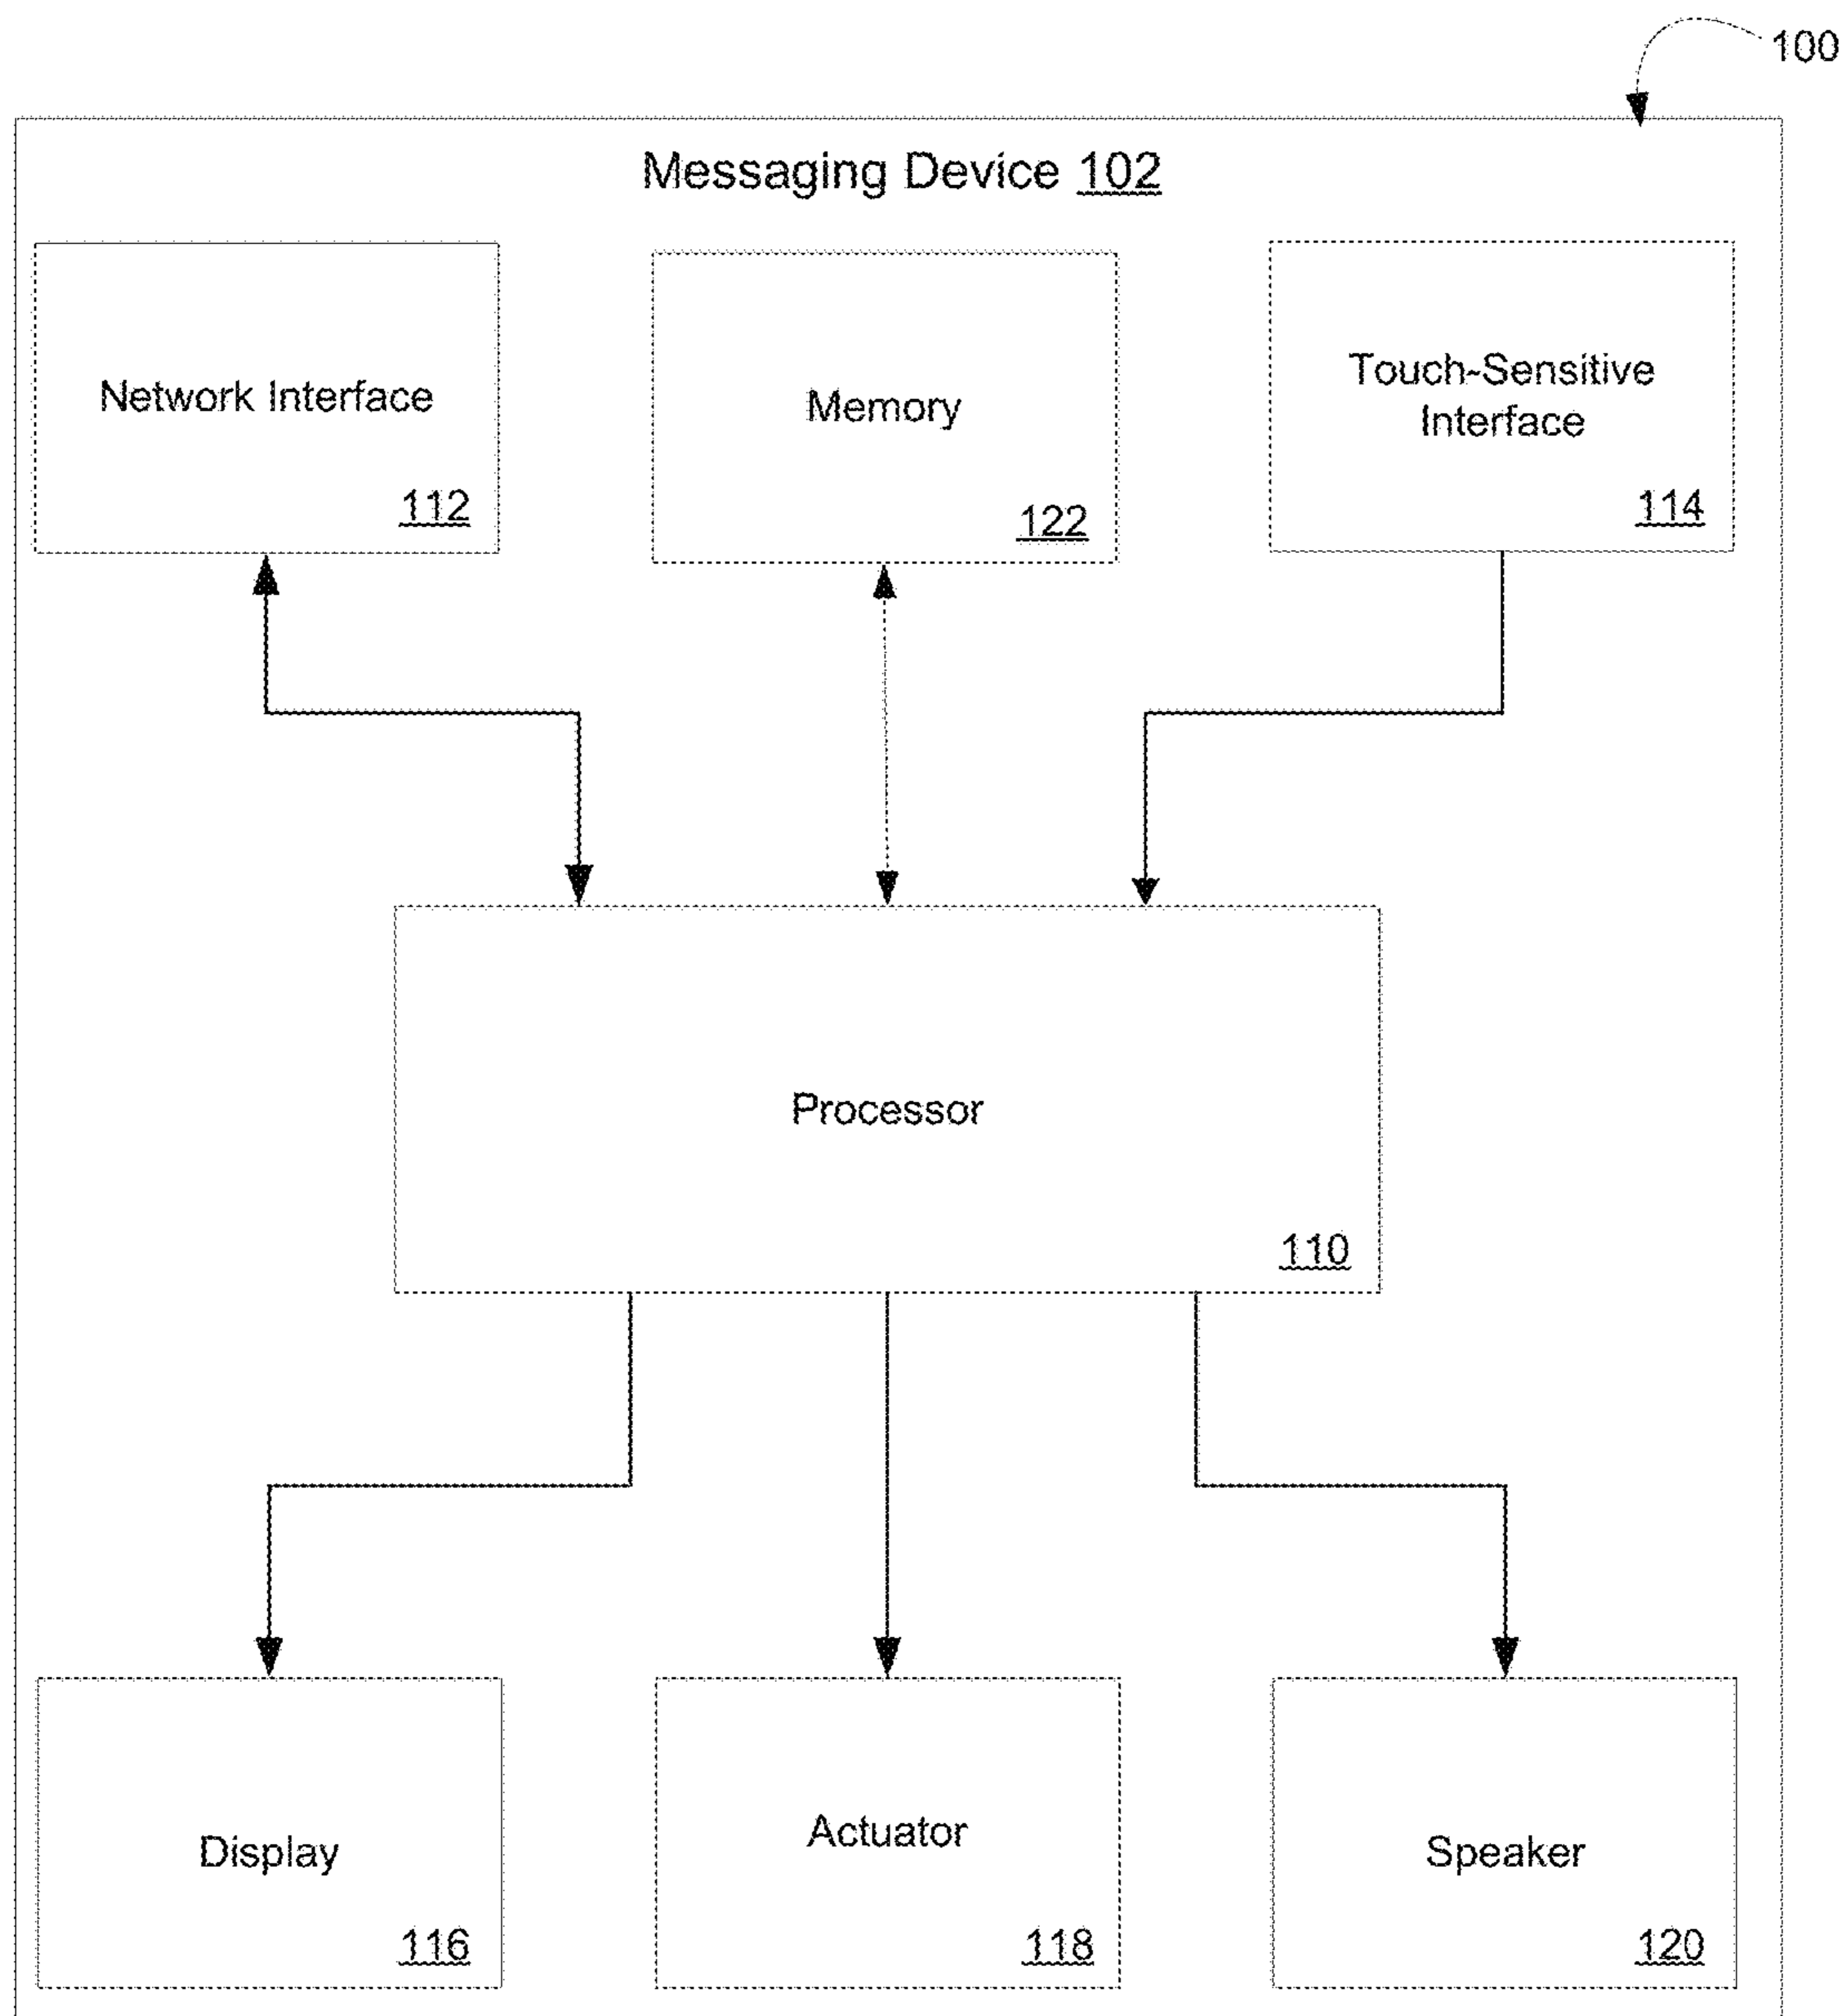 100
Messaging Device 102
Network Interface
112
Memory
122
Touch-Sensitive
Interface
114
Processor
110
Display
116
Actuator
118
Speaker
120